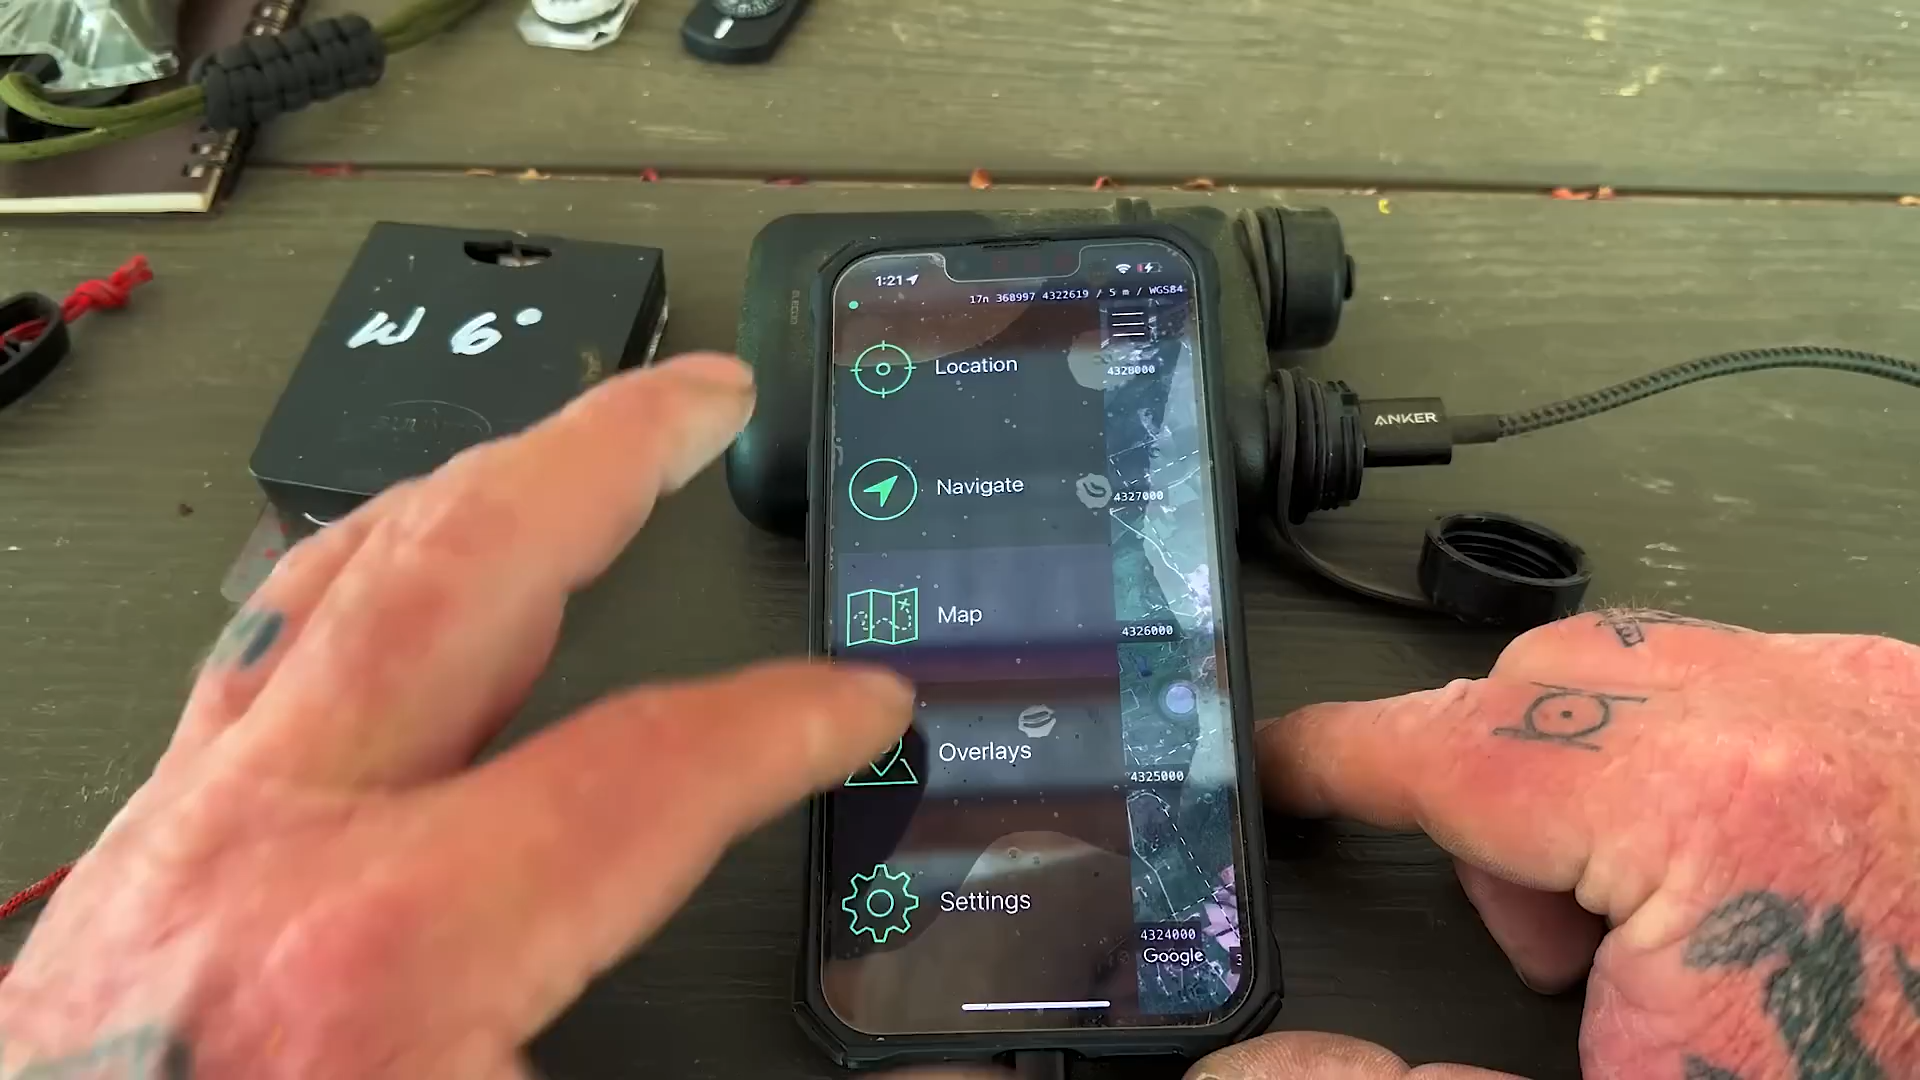 W 6°
1:21
17n 360997 4322619 / 5 m / WGS84
Location
4328000
ANKER
Navigate
4327000
Map
4326000
Overlays
4325000
Settings
4324000
Google